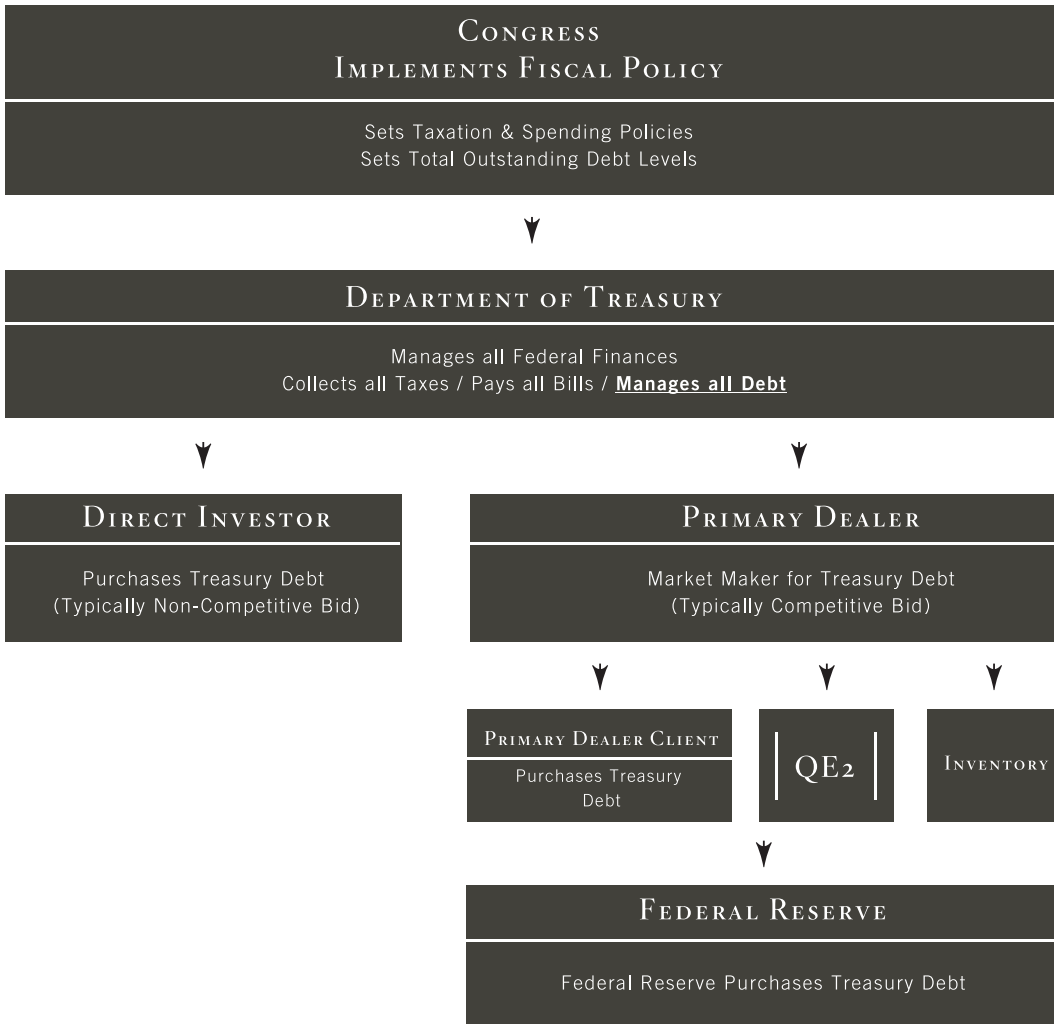 Congress
Implements Fiscal Policy
Sets Taxation & Spending Policies
Sets Total Outstanding Debt Levels
Department of Treasury
Manages all Federal Finances
Collects all Taxes / Pays all Bills / Manages all Debt
Direct Investor
Purchases Treasury Debt
(Typically Non-Competitive Bid)
Primary Dealer
Market Maker for Treasury Debt
(Typically Competitive Bid)
Primary Dealer Client
Purchases Treasury
Debt
QE2
Inventory
Federal Reserve
Federal Reserve Purchases Treasury Debt